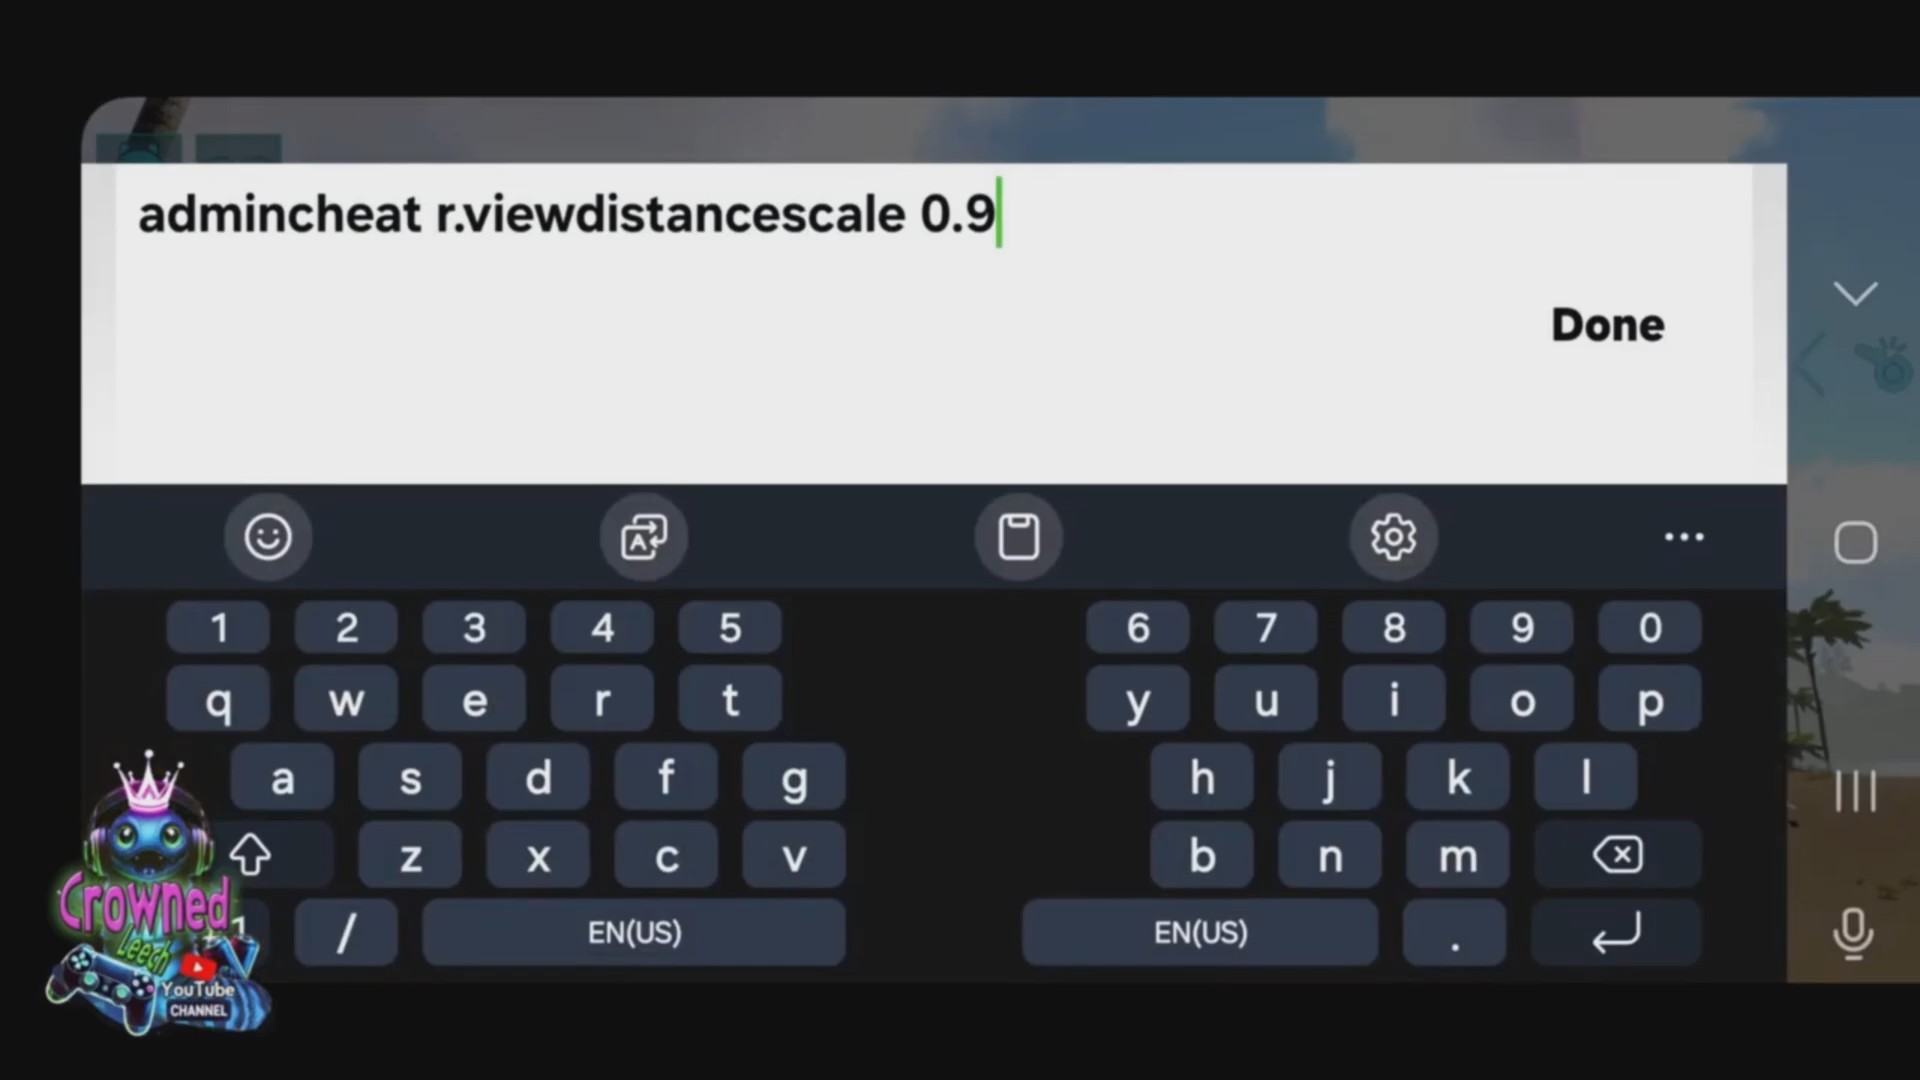 admincheat r.viewdistancescale 0.9
Done
1 2 3 4 5 6 7 8 9 0
q w e r t y u i o p
a s d f g h j k l
z x c v b n m
/ EN(US) EN(US) .
Crowned
Leech
YouTube
CHANNEL